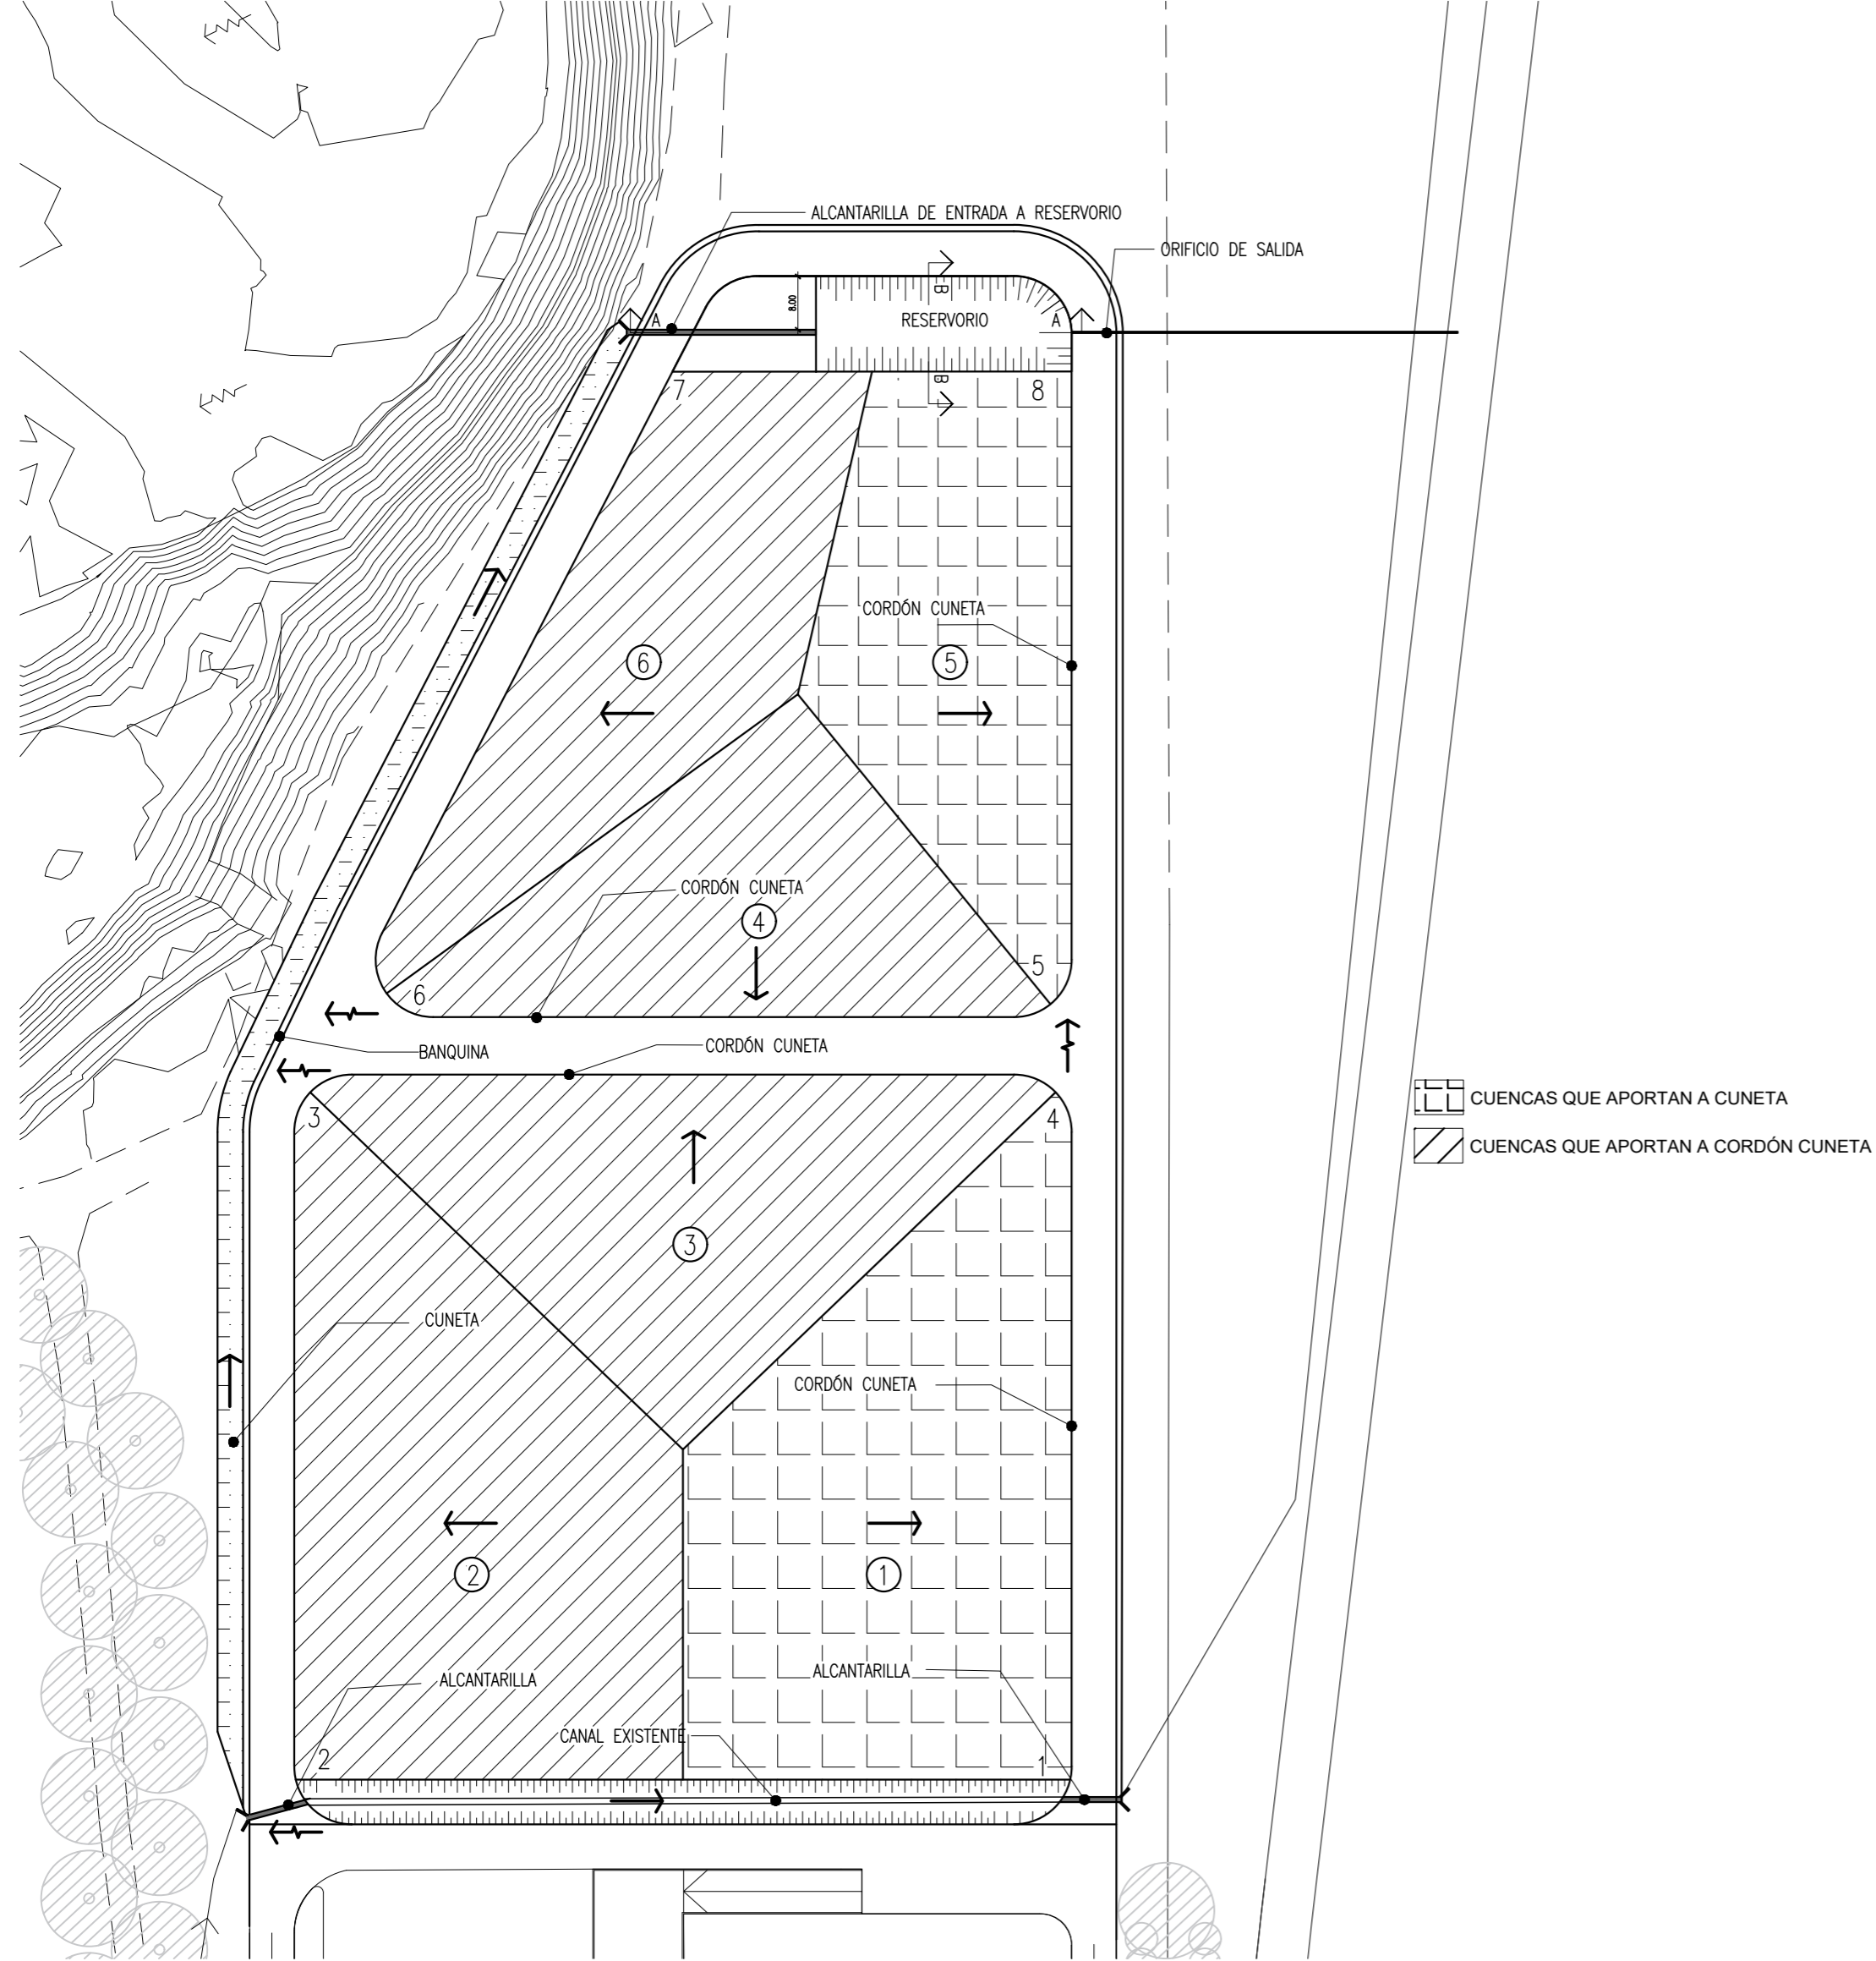 ALCANTARILLA DE ENTRADA A RESERVORIO
ORIFICIO DE SALIDA
B
8.00
A
RESERVORIO
A
7
B
8
CORDÓN CUNETA
6
5
CORDÓN CUNETA
4
5
6
BANQUINA
CORDÓN CUNETA
CUENCAS QUE APORTAN A CUNETA
3
4
CUENCAS QUE APORTAN A CORDÓN CUNETA
3
CUNETA
CORDÓN CUNETA
2
1
ALCANTARILLA
ALCANTARILLA
CANAL EXISTENTE
2
1